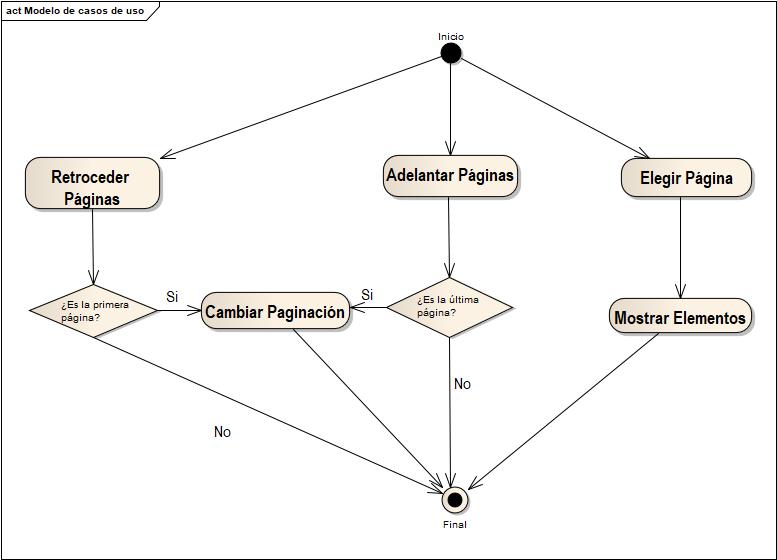 act Modelo de casos de uso
Inicio
Retroceder
Páginas
Adelantar Páginas
Elegir Página
¿Es la primera
página?
Si
Cambiar Paginación
Si
¿Es la última
página?
Mostrar Elementos
No
No
Final